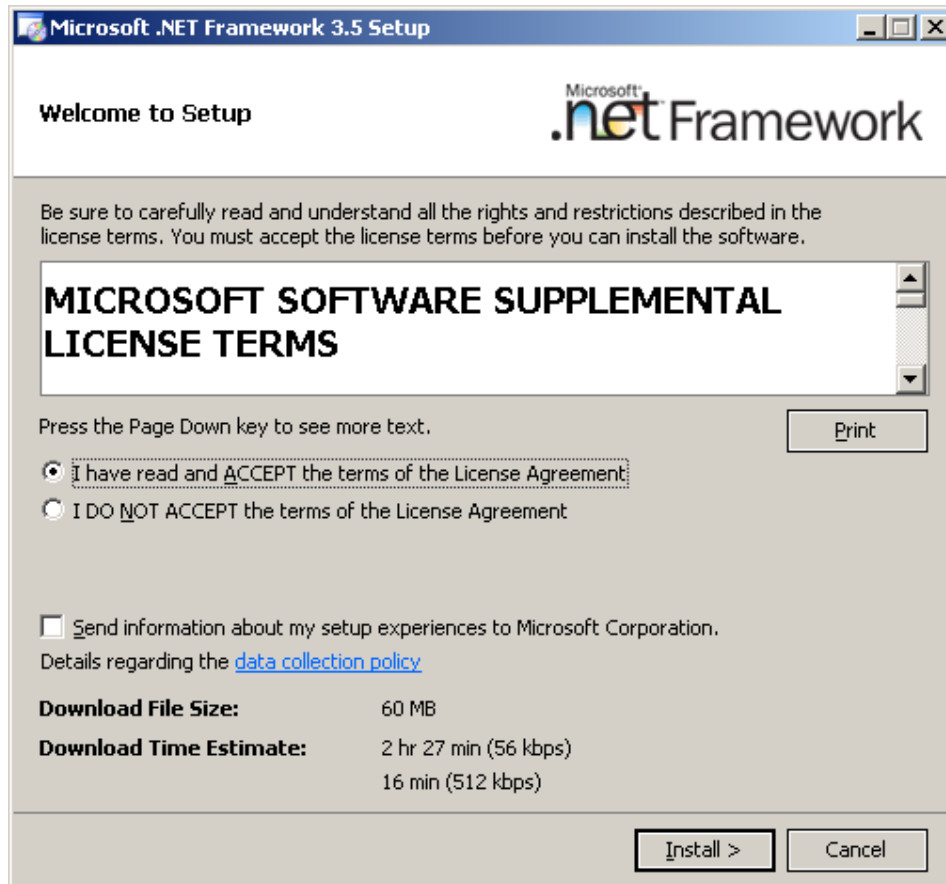 Microsoft .NET Framework 3.5 Setup
Welcome to Setup
Microsoft
.net Framework
Be sure to carefully read and understand all the rights and restrictions described in the
license terms. You must accept the license terms before you can install the software.
MICROSOFT SOFTWARE SUPPLEMENTAL
LICENSE TERMS
Press the Page Down key to see more text.
Print
I have read and ACCEPT the terms of the License Agreement
I DO NOT ACCEPT the terms of the License Agreement
Send information about my setup experiences to Microsoft Corporation.
Details regarding the data collection policy
Download File Size: 60 MB
Download Time Estimate: 2 hr 27 min (56 kbps)
16 min (512 kbps)
Install > Cancel